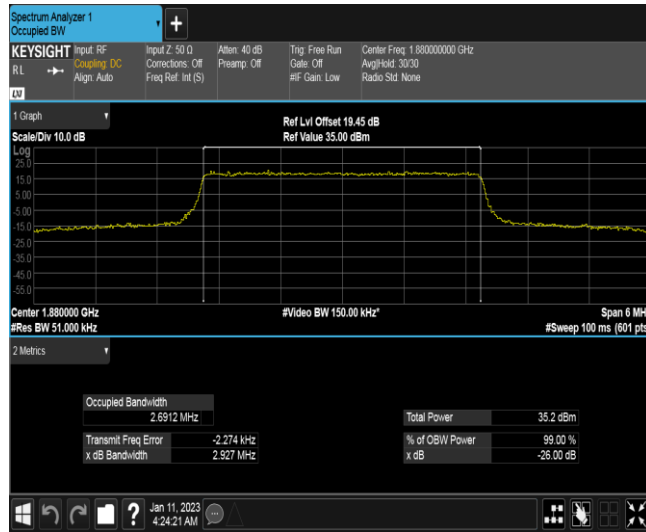 Spectrum Analyzer 1
Occupied BW
+
KEYSIGHT
R L
LXI
Input: RF
Coupling: DC
Align: Auto
Input Z: 50 Ω
Corrections: Off
Freq Ref: Int (S)
Atten: 40 dB
Preamp: Off
Trig: Free Run
Gate: Off
#IF Gain: Low
Center Freq: 1.880000000 GHz
Avg|Hold: 30/30
Radio Std: None
1 Graph
Scale/Div 10.0 dB
Ref Lvl Offset 19.45 dB
Ref Value 35.00 dBm
Log
25.0
15.0
5.00
-5.00
-15.0
-25.0
-35.0
-45.0
-55.0
Center 1.880000 GHz
#Res BW 51.000 kHz
#Video BW 150.00 kHz*
Span 6 MH
#Sweep 100 ms (601 pts
2 Metrics
Occupied Bandwidth
2.6912 MHz
Transmit Freq Error -2.274 kHz
x dB Bandwidth 2.927 MHz
Total Power 35.2 dBm
% of OBW Power 99.00 %
x dB -26.00 dB
?
Jan 11, 2023
4:24:21 AM